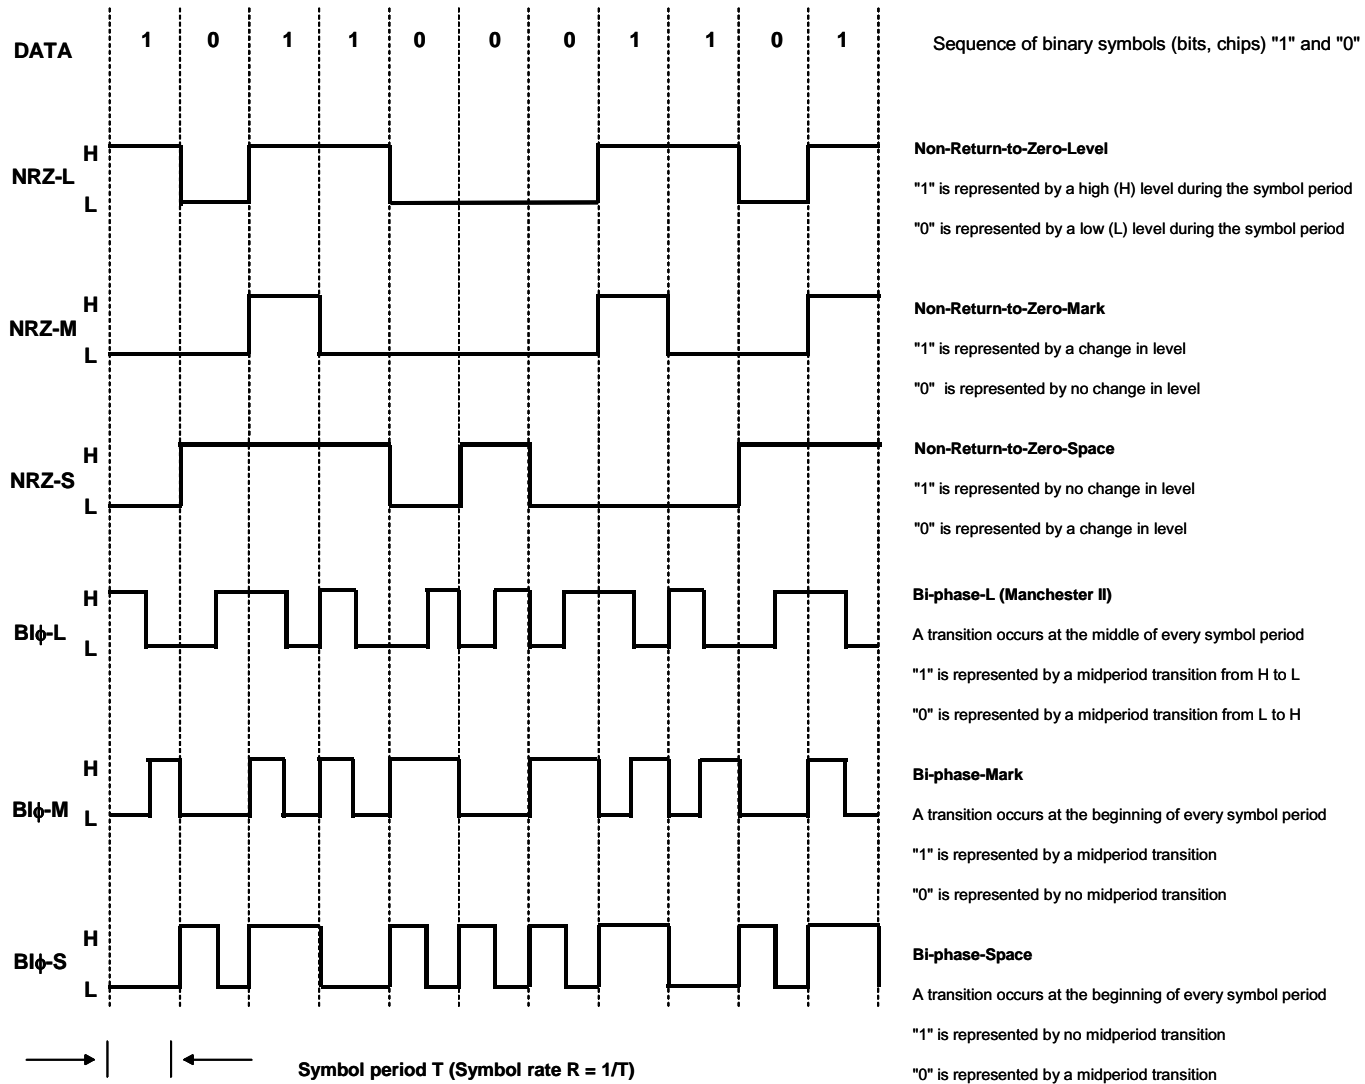 DATA 1 0 1 1 0 0 0 1 1 0 1 Sequence of binary symbols (bits, chips) "1" and "0"
H
NRZ-L
L
Non-Return-to-Zero-Level
"1" is represented by a high (H) level during the symbol period
"0" is represented by a low (L) level during the symbol period
H
NRZ-M
L
Non-Return-to-Zero-Mark
"1" is represented by a change in level
"0" is represented by no change in level
H
NRZ-S
L
Non-Return-to-Zero-Space
"1" is represented by no change in level
"0" is represented by a change in level
H
BIϕ-L
L
Bi-phase-L (Manchester II)
A transition occurs at the middle of every symbol period
"1" is represented by a midperiod transition from H to L
"0" is represented by a midperiod transition from L to H
H
BIϕ-M
L
Bi-phase-Mark
A transition occurs at the beginning of every symbol period
"1" is represented by a midperiod transition
"0" is represented by no midperiod transition
H
BIϕ-S
L
Bi-phase-Space
A transition occurs at the beginning of every symbol period
"1" is represented by no midperiod transition
"0" is represented by a midperiod transition
Symbol period T (Symbol rate R = 1/T)